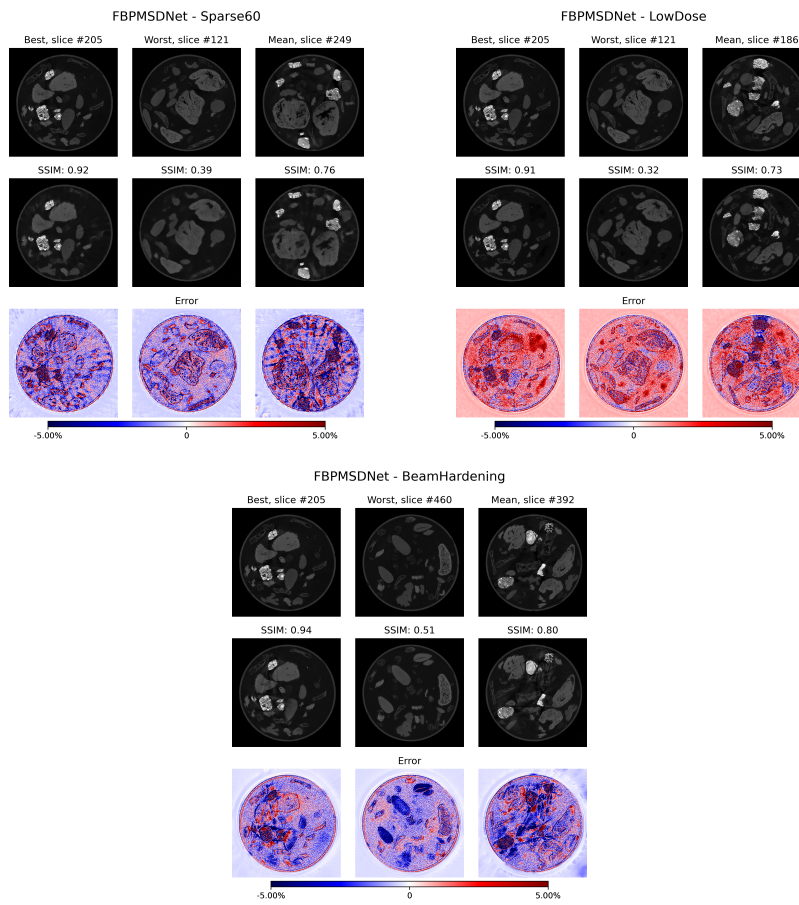 FBPMSDNet - Sparse60
Best, slice #205 Worst, slice #121 Mean, slice #249
SSIM: 0.92 SSIM: 0.39 SSIM: 0.76
Error
-5.00% 0 5.00%
FBPMSDNet - LowDose
Best, slice #205 Worst, slice #121 Mean, slice #186
SSIM: 0.91 SSIM: 0.32 SSIM: 0.73
Error
-5.00% 0 5.00%
FBPMSDNet - BeamHardening
Best, slice #205 Worst, slice #460 Mean, slice #392
SSIM: 0.94 SSIM: 0.51 SSIM: 0.80
Error
-5.00% 0 5.00%